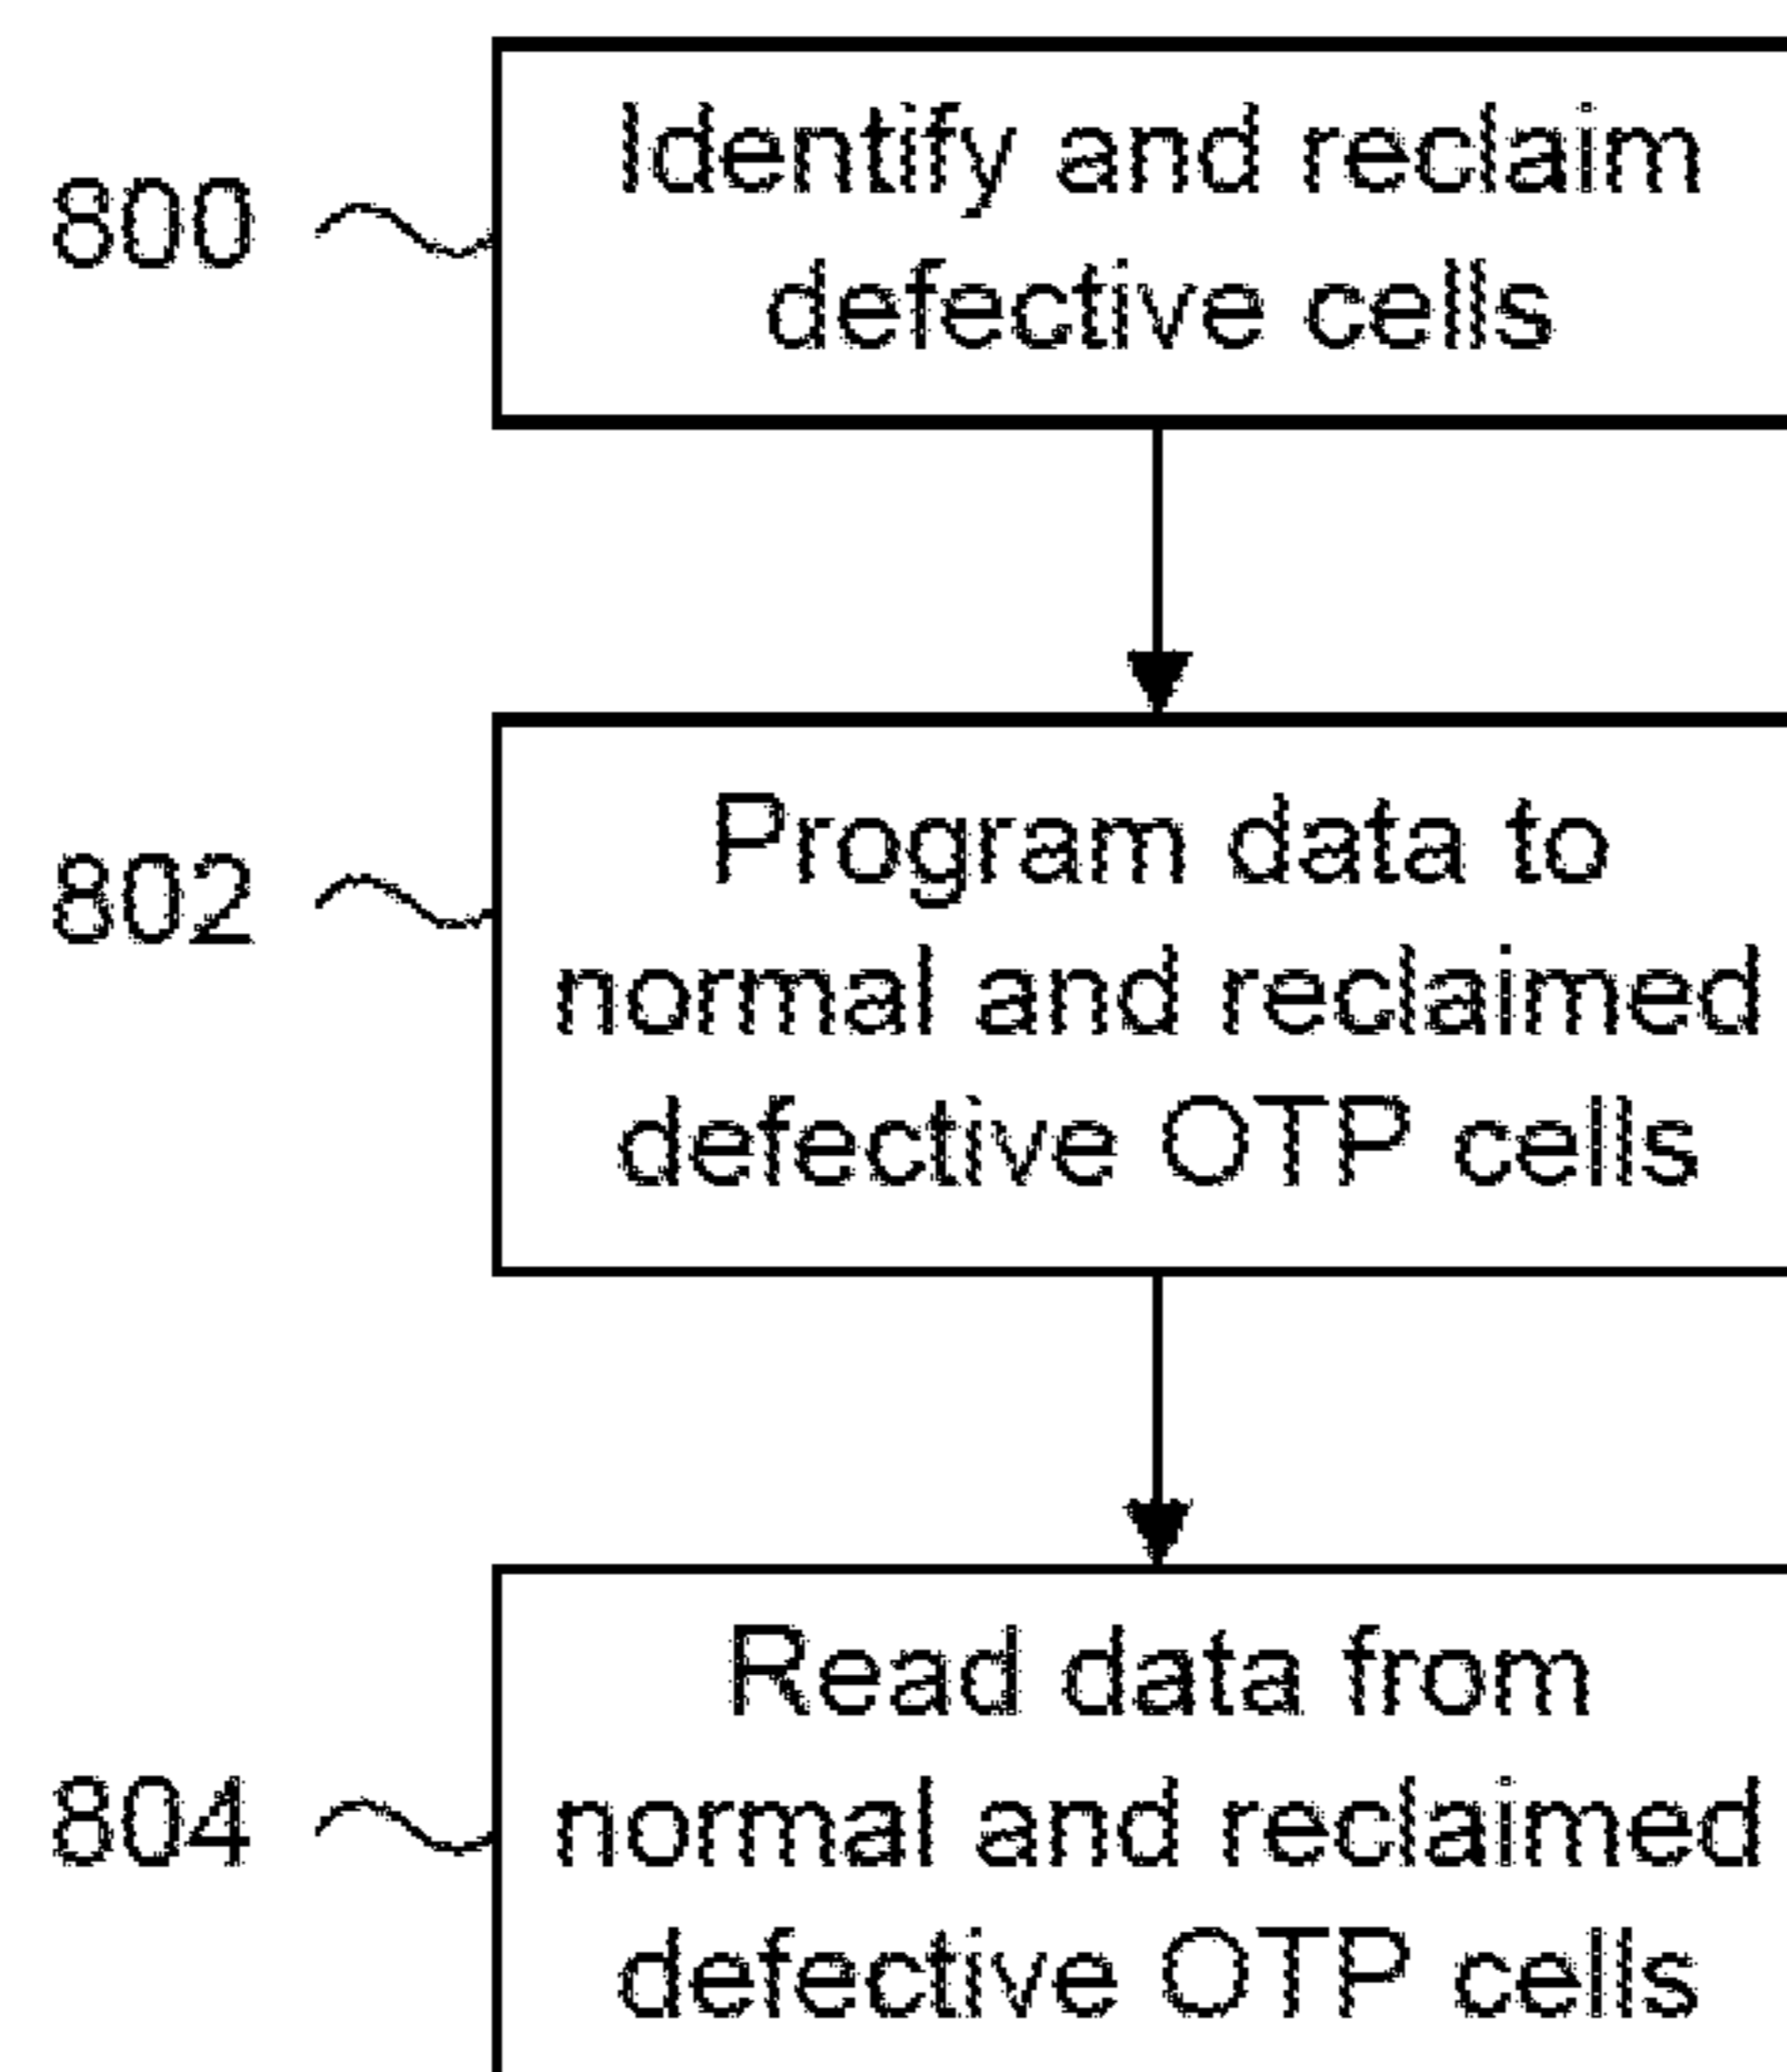 800
Identify and reclaim
defective cells
802
Program data to
normal and reclaimed
defective OTP cells
804
Read data from
normal and reclaimed
defective OTP cells